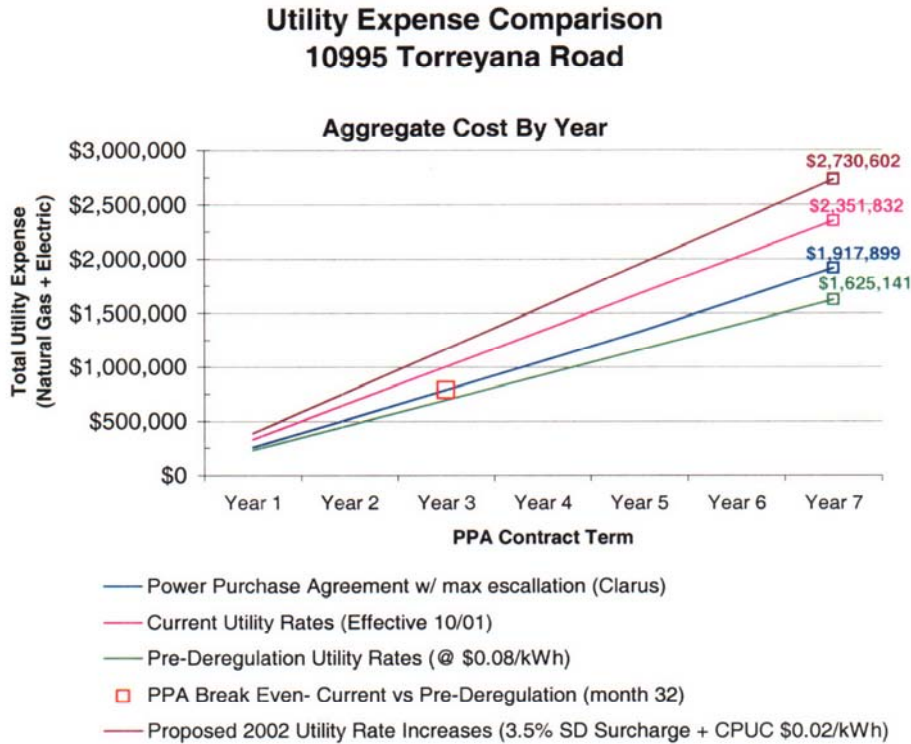 Utility Expense Comparison
10995 Torreyana Road
Aggregate Cost By Year
Total Utility Expense
(Natural Gas + Electric)
$3,000,000
$2,500,000
$2,000,000
$1,500,000
$1,000,000
$500,000
$0
$2,730,602
$2,351,832
$1,917,899
$1,625,141
Year 1
Year 2
Year 3
Year 4
Year 5
Year 6
Year 7
PPA Contract Term
Power Purchase Agreement w/ max escallation (Clarus)
Current Utility Rates (Effective 10/01)
Pre-Deregulation Utility Rates (@ $0.08/kWh)
PPA Break Even- Current vs Pre-Deregulation (month 32)
Proposed 2002 Utility Rate Increases (3.5% SD Surcharge + CPUC $0.02/kWh)